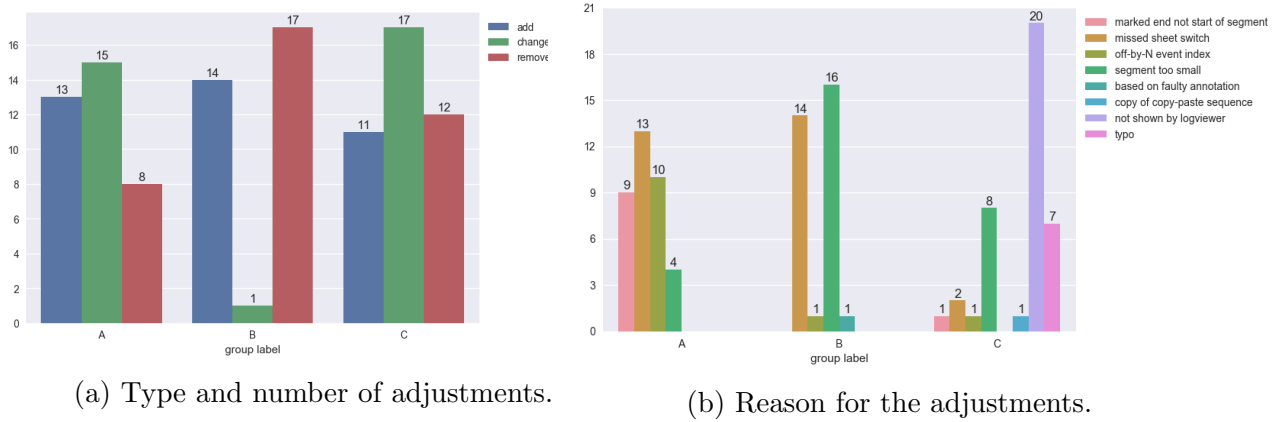 16
14
12
10
8
6
4
2
0
13
15
8
14
1
17
11
17
12
A
B
C
group label
add
change
remove
(a) Type and number of adjustments.
21
18
15
12
9
6
3
0
9
13
10
4
14
1
16
1
1
2
1
8
1
20
7
A
B
C
group label
marked end not start of segment
missed sheet switch
off-by-N event index
segment too small
based on faulty annotation
copy of copy-paste sequence
not shown by logviewer
typo
(b) Reason for the adjustments.